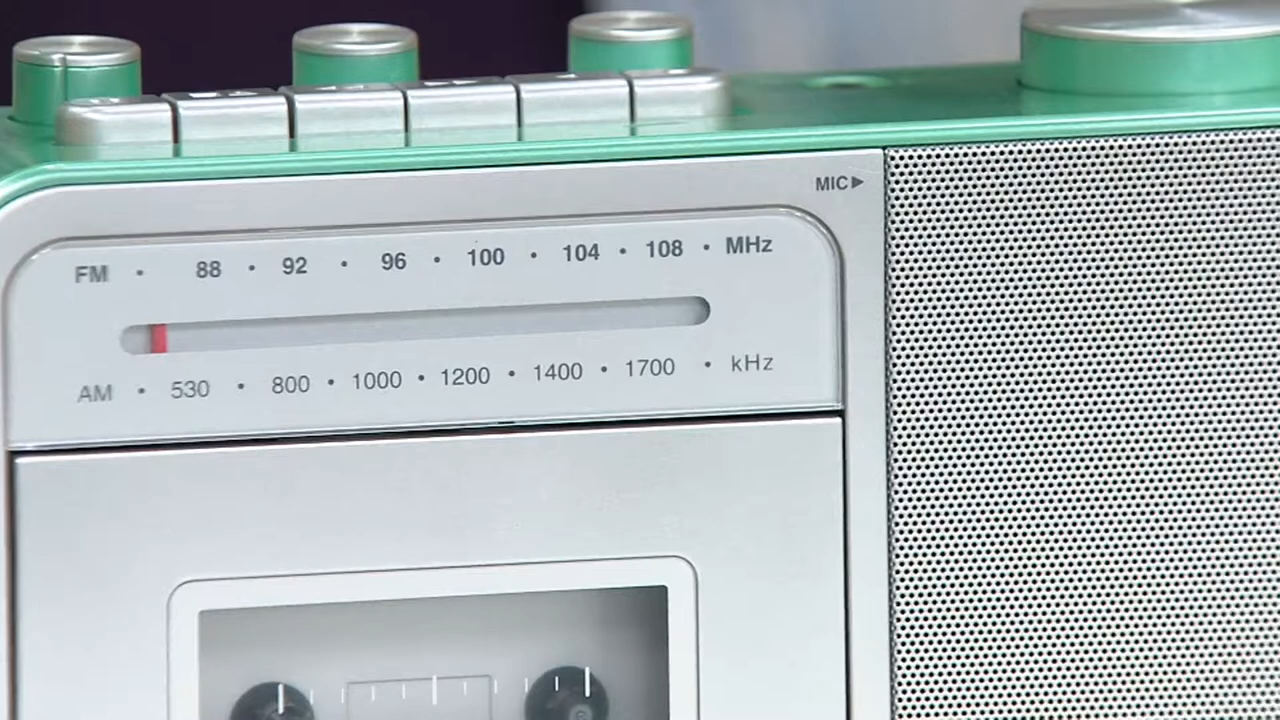 MIC▶
FM • 88 • 92 • 96 • 100 • 104 • 108 • MHz
AM • 530 • 800 • 1000 • 1200 • 1400 • 1700 • kHz